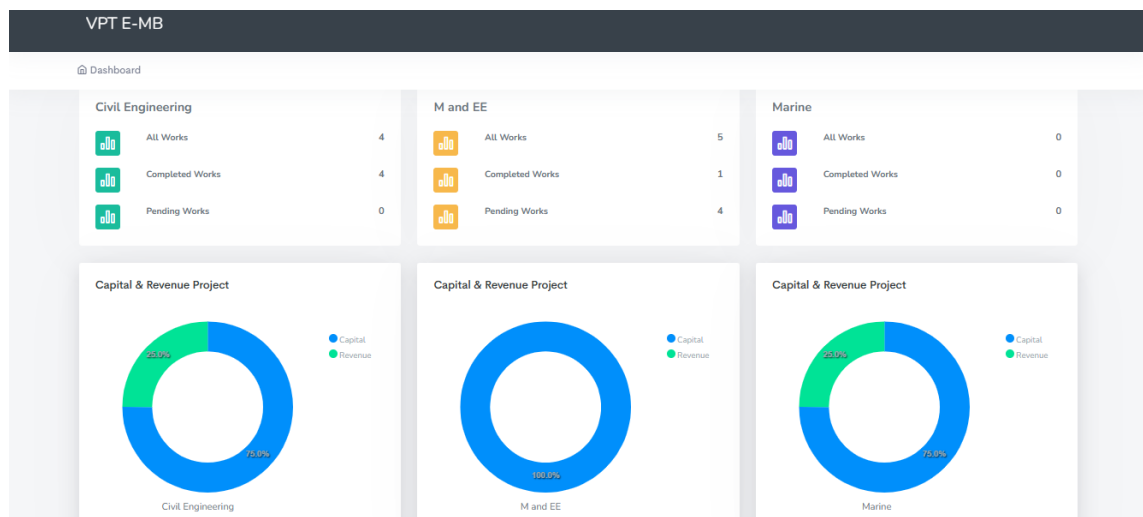 VPT E-MB
Dashboard
Civil Engineering
All Works 4
Completed Works 4
Pending Works 0
M and EE
All Works 5
Completed Works 1
Pending Works 4
Marine
All Works 0
Completed Works 0
Pending Works 0
Capital & Revenue Project
Capital
Revenue
25.0%
75.0%
Civil Engineering
Capital & Revenue Project
Capital
Revenue
100.0%
M and EE
Capital & Revenue Project
Capital
Revenue
25.0%
75.0%
Marine